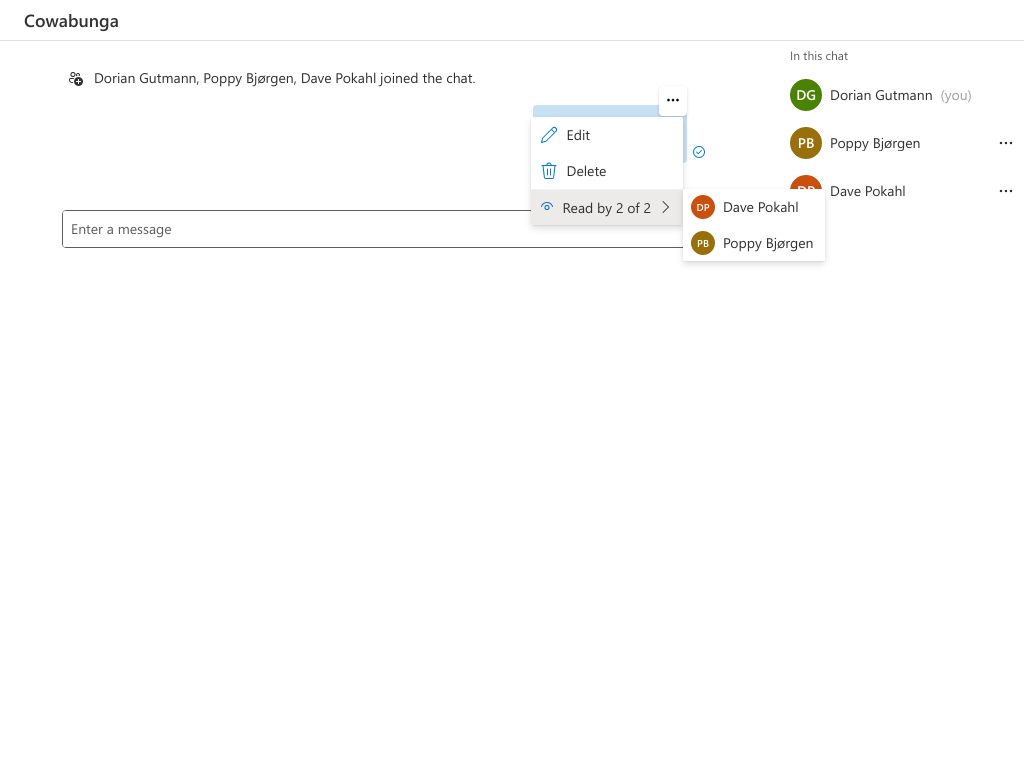 Cowabunga
In this chat
Dorian Gutmann, Poppy Bjørgen, Dave Pokahl joined the chat.
DG Dorian Gutmann (you)
Edit
PB Poppy Bjørgen
Delete
Dave Pokahl
Read by 2 of 2
DP Dave Pokahl
Enter a message
PB Poppy Bjørgen